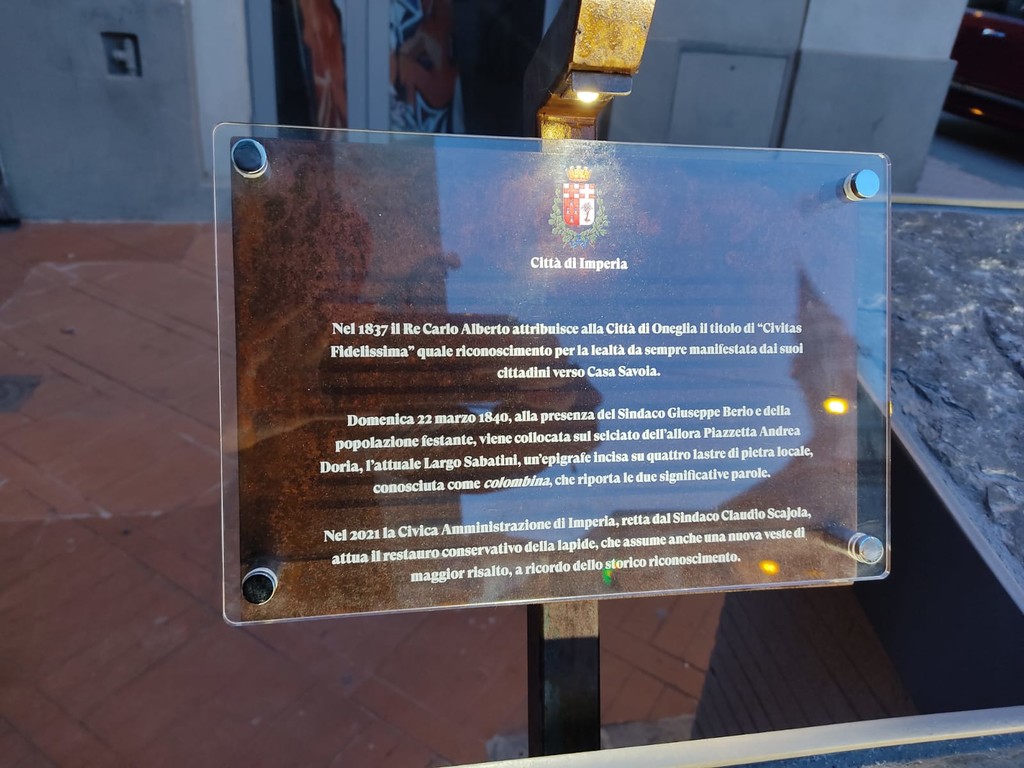 Città di Imperia
Nel 1837 il Re Carlo Alberto attribuisce alla Città di Oneglia il titolo di “Civitas
Fidelissima” quale riconoscimento per la lealtà da sempre manifestata dai suoi
cittadini verso Casa Savoia.
Domenica 22 marzo 1840, alla presenza del Sindaco Giuseppe Berio e della
popolazione festante, viene collocata sul selciato dell’allora Piazzetta Andrea
Doria, l’attuale Largo Sabatini, un’epigrafe incisa su quattro lastre di pietra locale,
conosciuta come colombina, che riporta le due significative parole.
Nel 2021 la Civica Amministrazione di Imperia, retta dal Sindaco Claudio Scajola,
attua il restauro conservativo della lapide, che assume anche una nuova veste di
maggior risalto, a ricordo dello storico riconoscimento.